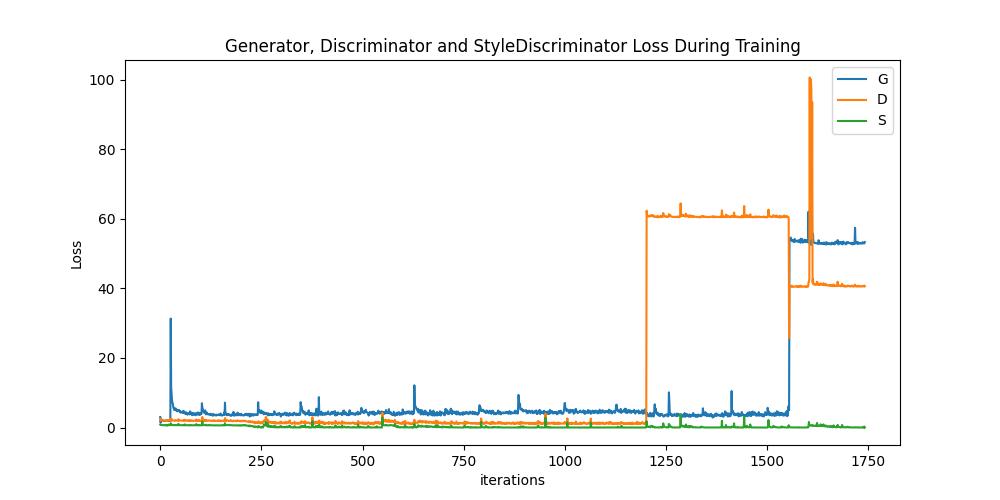 Generator, Discriminator and StyleDiscriminator Loss During Training
100
80
60
40
20
0
Loss
G
D
S
0 250 500 750 1000 1250 1500 1750
iterations